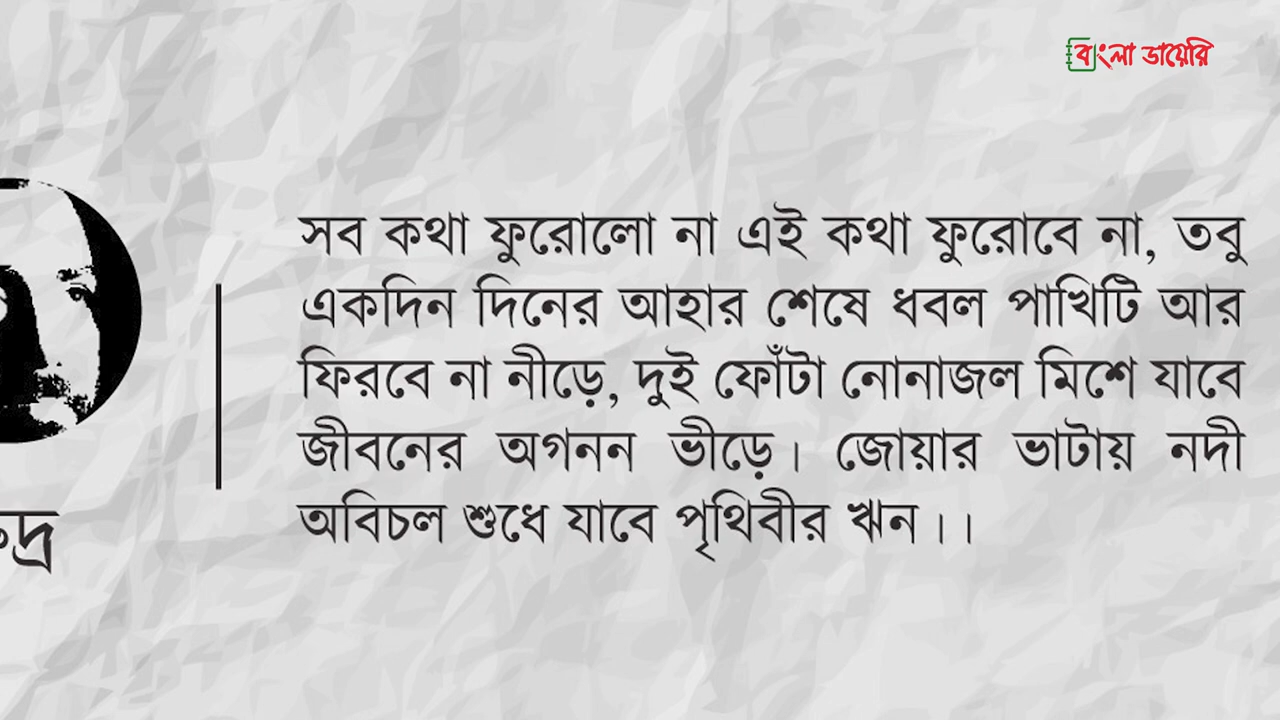 বাংলা ডায়েরি
সব কথা ফুরোলো না এই কথা ফুরোবে না, তবু
একদিন দিনের আহার শেষে ধবল পাখিটি আর
ফিরবে না নীড়ে, দুই ফোঁটা নোনাজল মিশে যাবে
জীবনের অগনন ভীড়ে। জোয়ার ভাটায় নদী
অবিচল শুধে যাবে পৃথিবীর ঋন।।